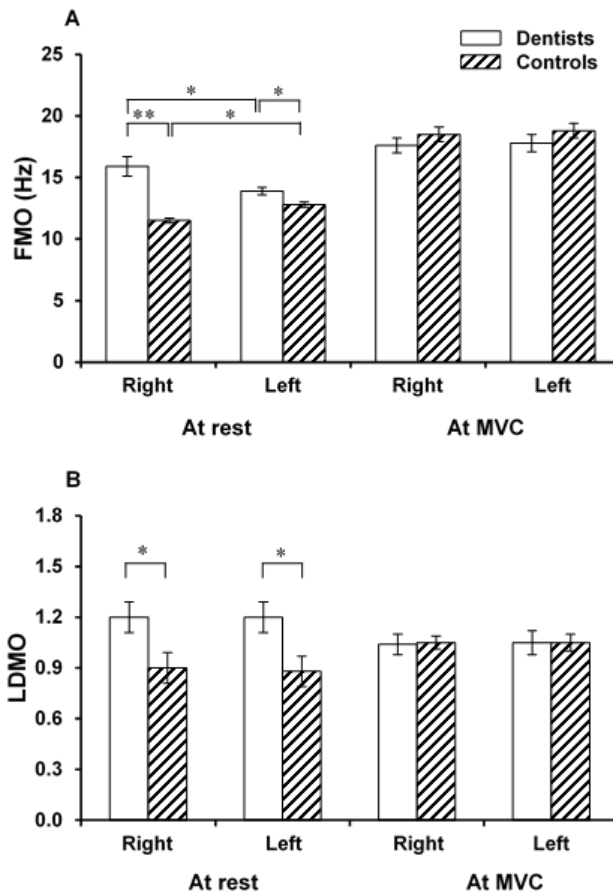 A
Dentists
Controls
FMO (Hz)
25
20
15
10
5
0
* *
** *
Right Left Right Left
At rest At MVC
B
LDMO
1.8
1.5
1.2
0.9
0.6
0.3
0.0
* *
Right Left Right Left
At rest At MVC